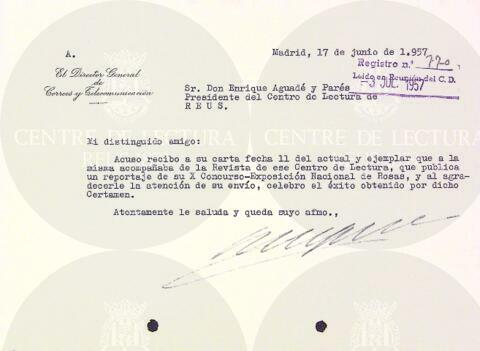 A.
Madrid, 17 de junio de 1.957
Registro n.º 770,
El Director General
de
Correos y Telecomunicación
Leído en Reunión del C. D.
-3 JUL. 1957
Sr. Don Enrique Aguadé y Parés
Presidente del Centro de Lectura de
REUS.
CENTRE DE LECTURA
CENTRE DE LECTURA
Mi distinguido amigo:
Acuso recibo a su carta fecha 11 del actual y ejemplar que a la
misma acompañaba de la Revista de ese Centro de Lectura, que publica
un reportaje de su X Concurso-Exposición Nacional de Rosas, y al agra-
decerle la atención de su envío, celebro el éxito obtenido por dicho
Certamen.
Atentamente le saluda y queda suyo afmo.,